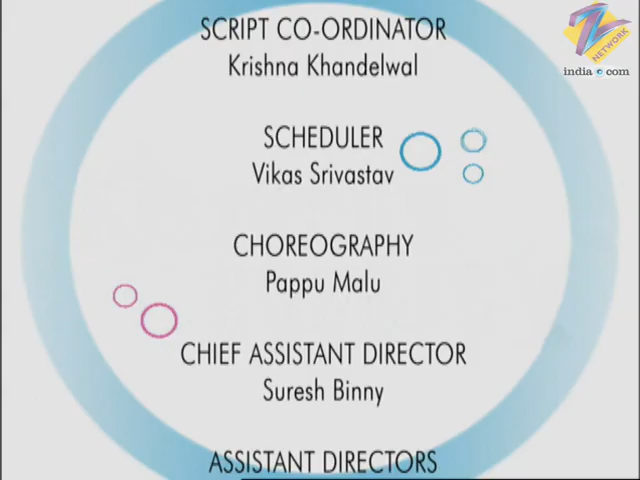 SCRIPT CO-ORDINATOR
Krishna Khandelwal
NETWORK
india.com
SCHEDULER
Vikas Srivastav
CHOREOGRAPHY
Pappu Malu
CHIEF ASSISTANT DIRECTOR
Suresh Binny
ASSISTANT DIRECTORS